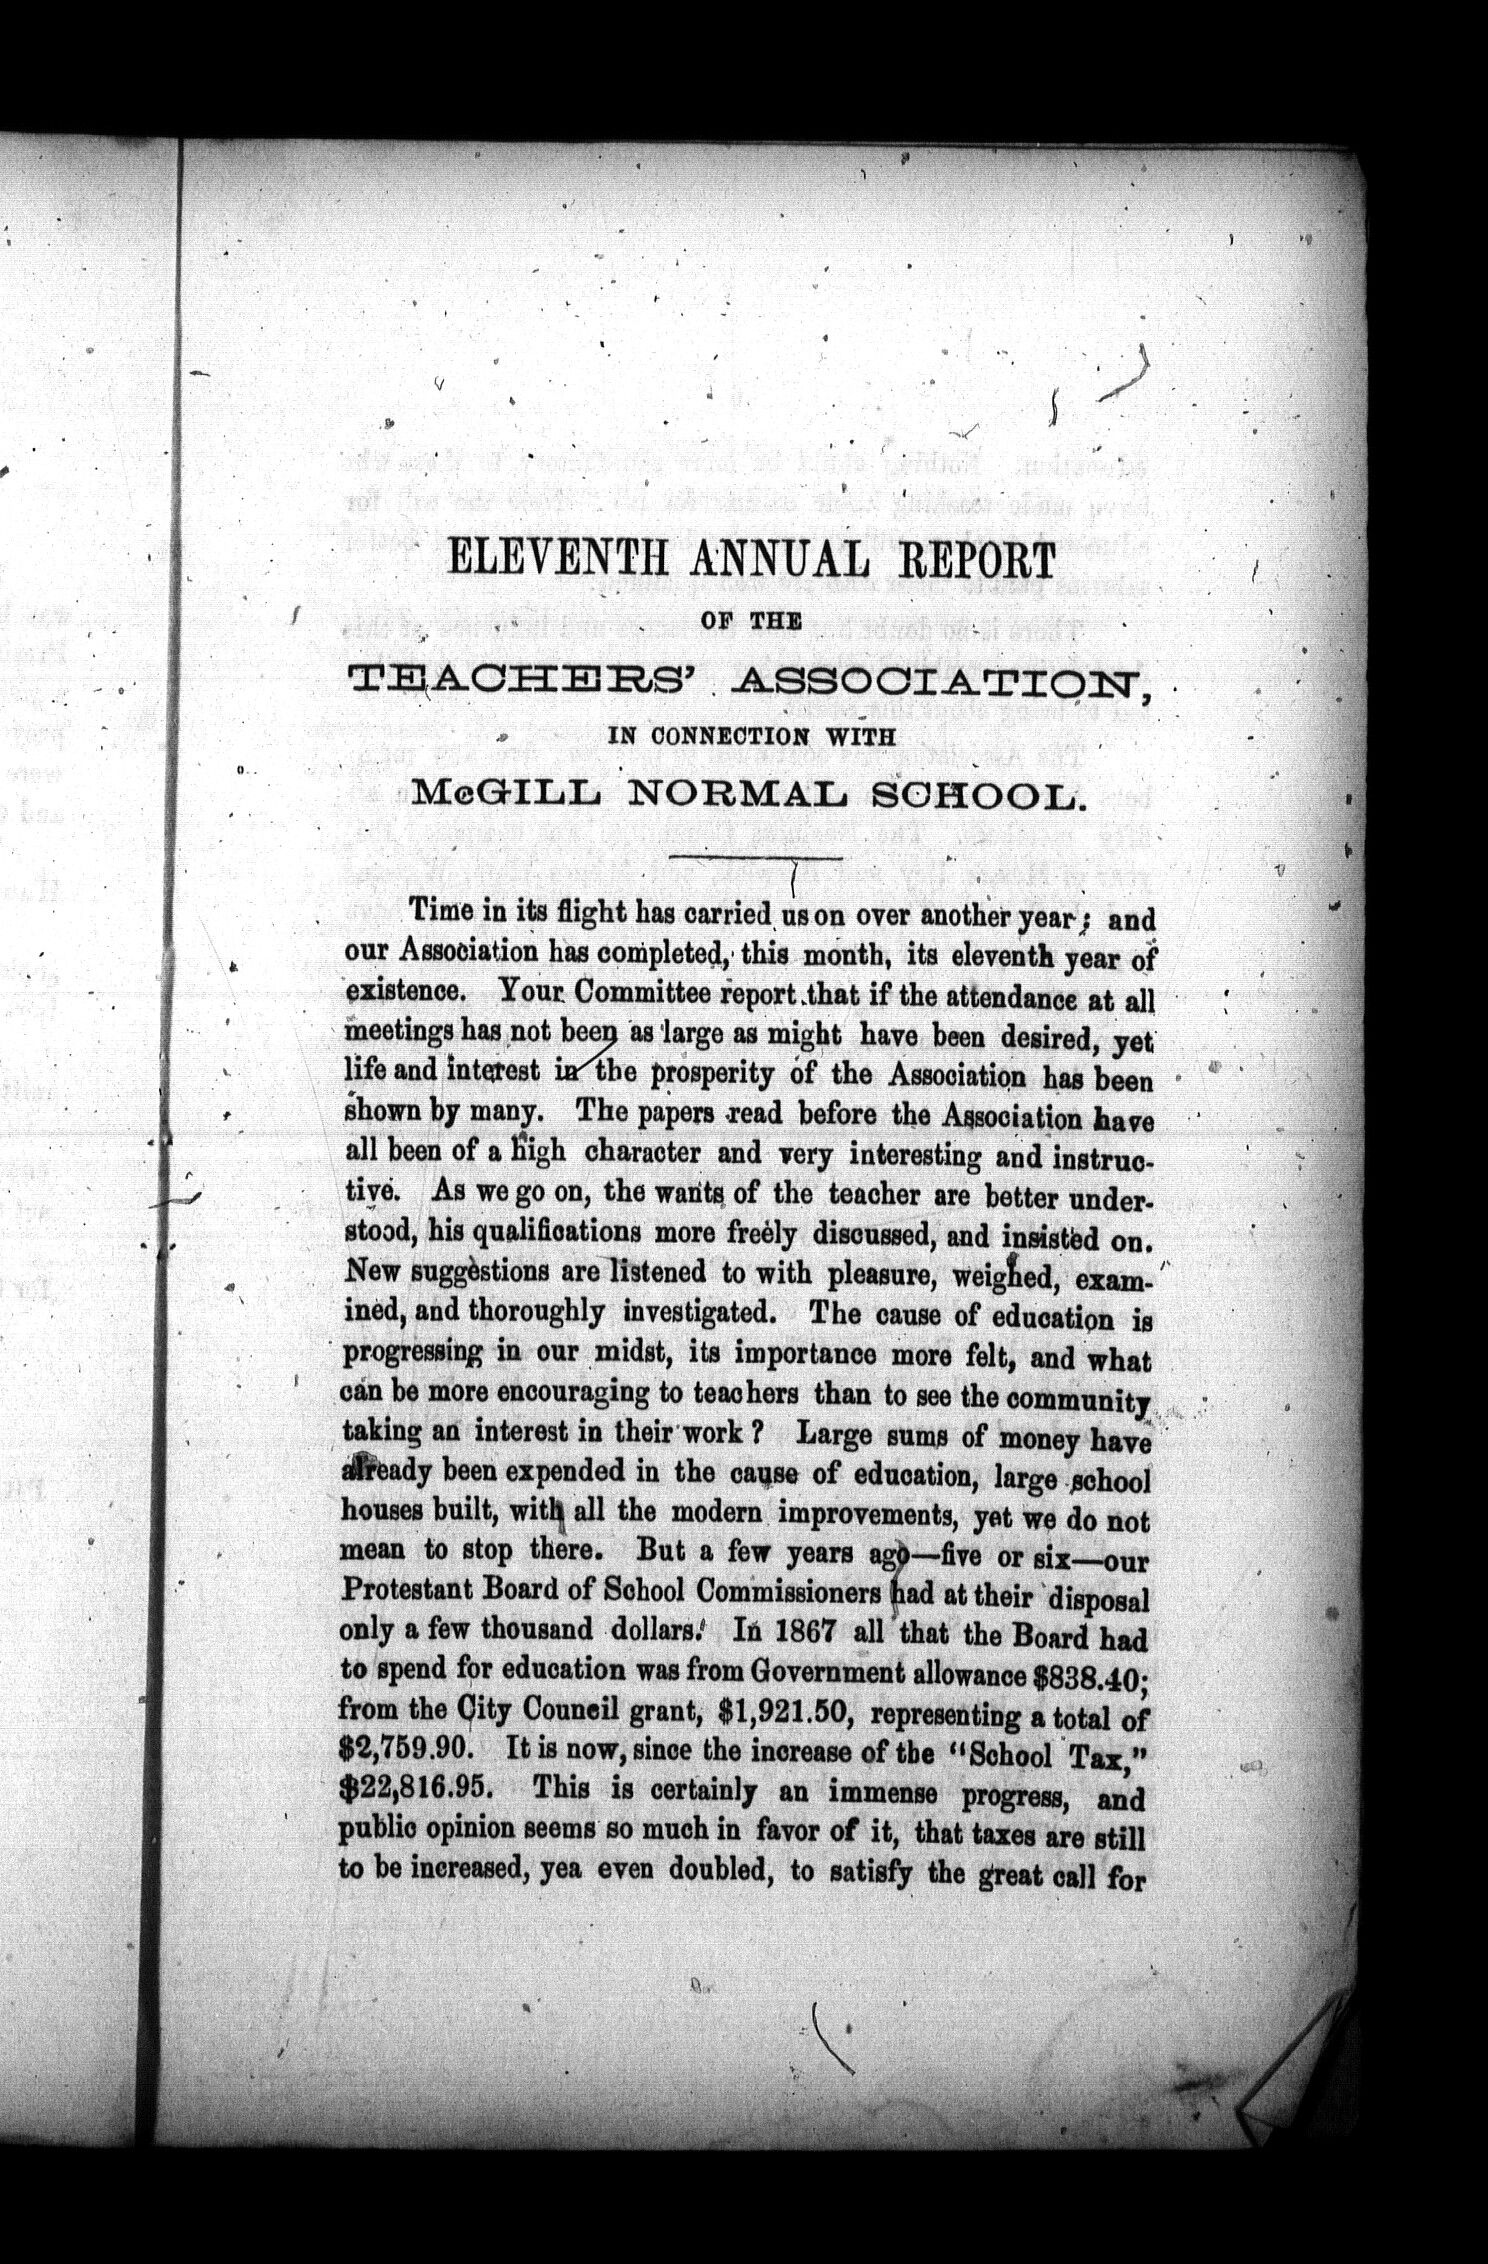 ELEVENTH ANNUAL REPORT
OF THE
TEACHERS' ASSOCIATION,
IN CONNECTION WITH
McGILL NORMAL SCHOOL.
Time in its flight has carried us on over another year; and
our Association has completed, this month, its eleventh year of
existence. Your Committee report that if the attendance at all
meetings has not been as large as might have been desired, yet
life and interest in the prosperity of the Association has been
shown by many. The papers read before the Association have
all been of a high character and very interesting and instruc-
tive. As we go on, the wants of the teacher are better under-
stood, his qualifications more freely discussed, and insisted on.
New suggestions are listened to with pleasure, weighed, exam-
ined, and thoroughly investigated. The cause of education is
progressing in our midst, its importance more felt, and what
can be more encouraging to teachers than to see the community
taking an interest in their work? Large sums of money have
already been expended in the cause of education, large school
houses built, with all the modern improvements, yet we do not
mean to stop there. But a few years ago—five or six—our
Protestant Board of School Commissioners had at their disposal
only a few thousand dollars. In 1867 all that the Board had
to spend for education was from Government allowance $838.40;
from the City Council grant, $1,921.50, representing a total of
$2,759.90. It is now, since the increase of the "School Tax,"
$22,816.95. This is certainly an immense progress, and
public opinion seems so much in favor of it, that taxes are still
to be increased, yea even doubled, to satisfy the great call for